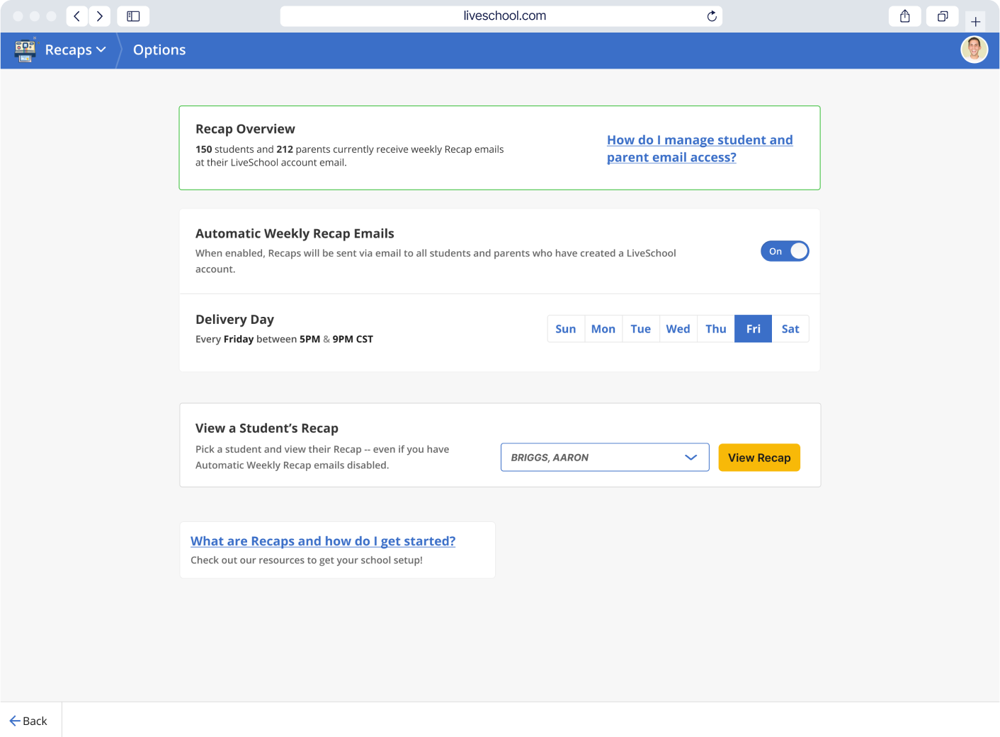 liveschool.com
Recaps
Options
Recap Overview
150 students and 212 parents currently receive weekly Recap emails
at their LiveSchool account email.
How do I manage student and
parent email access?
Automatic Weekly Recap Emails
When enabled, Recaps will be sent via email to all students and parents who have created a LiveSchool
account.
On
Delivery Day
Every Friday between 5PM & 9PM CST
Sun Mon Tue Wed Thu Fri Sat
View a Student’s Recap
Pick a student and view their Recap -- even if you have
Automatic Weekly Recap emails disabled.
BRIGGS, AARON
View Recap
What are Recaps and how do I get started?
Check out our resources to get your school setup!
Back